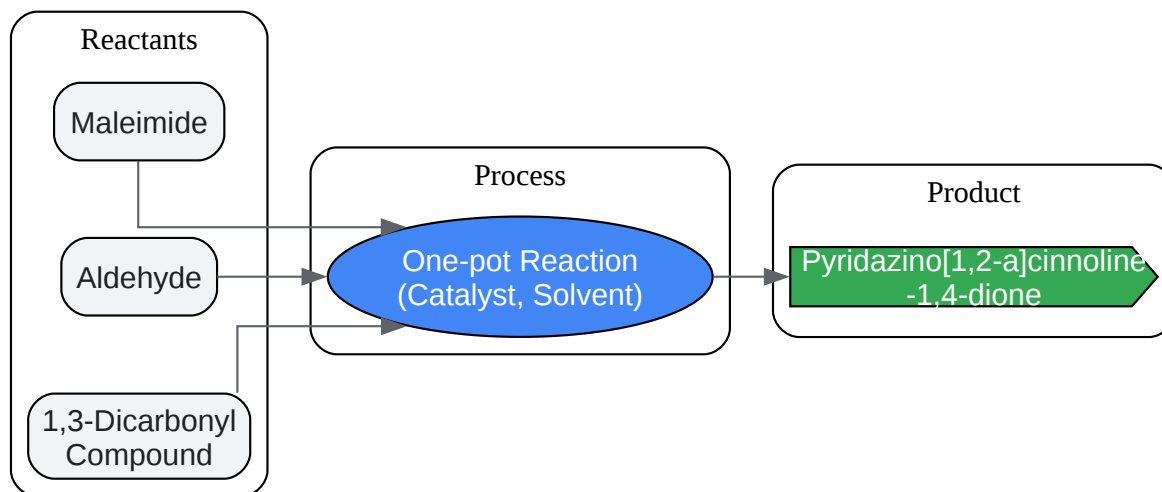 Reactants
Maleimide
Aldehyde
1,3-Dicarbonyl
Compound
Process
One-pot Reaction
(Catalyst, Solvent)
Product
Pyridazino[1,2-a]cinnoline
-1,4-dione